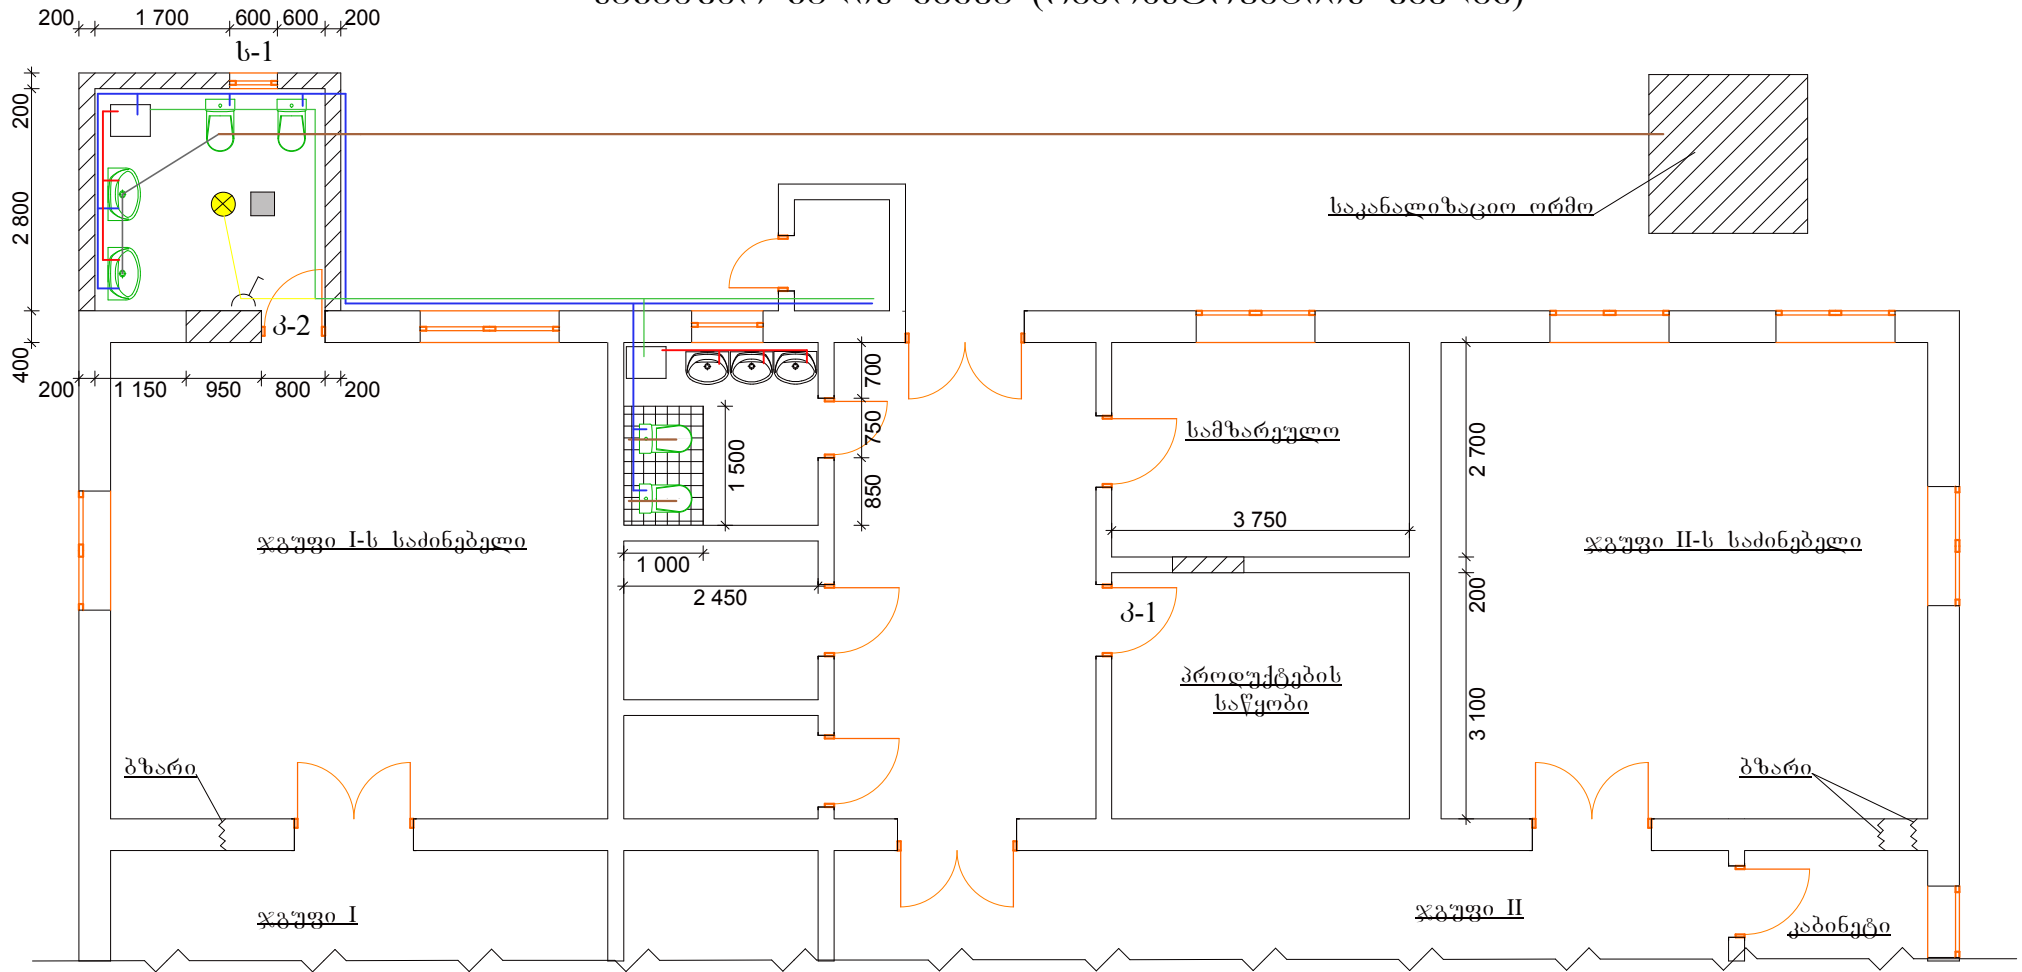 200 1 700 600 600 200
ს-1
200
2 800
400
საკანალიზაციო ორმო
კ-2
200 1 150 950 800 200
700
750
850
1 500
სამზარეულო
2 700
3 750
ჯგუფი I-ს საძინებელი
ჯგუფი II-ს საძინებელი
1 000
2 450
200
კ-1
პროდუქტების
საწყობი
3 100
ბზარი
ბზარი
ჯგუფი I
ჯგუფი II
კაბინეტი